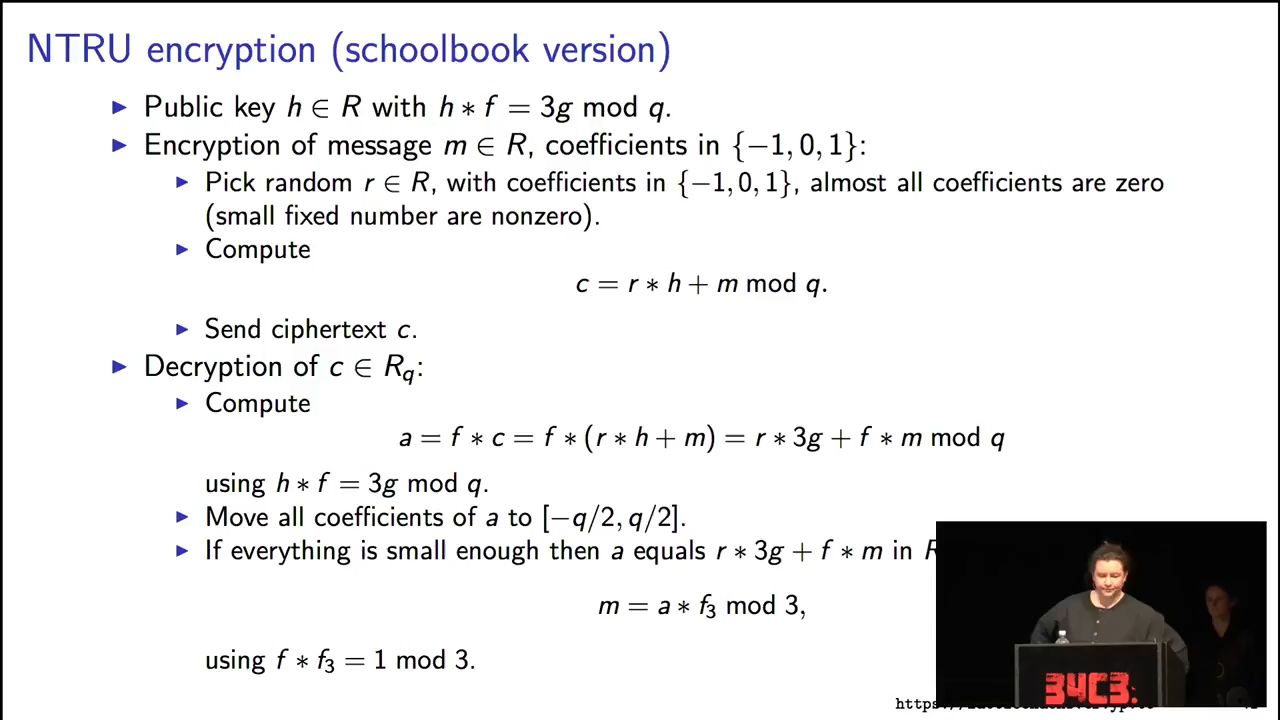 NTRU encryption (schoolbook version)
▶ Public key h ∈ R with h ∗ f = 3g mod q.
▶ Encryption of message m ∈ R, coefficients in {−1, 0, 1}:
▶ Pick random r ∈ R, with coefficients in {−1, 0, 1}, almost all coefficients are zero
(small fixed number are nonzero).
▶ Compute
c = r ∗ h + m mod q.
▶ Send ciphertext c.
▶ Decryption of c ∈ R_q:
▶ Compute
a = f ∗ c = f ∗ (r ∗ h + m) = r ∗ 3g + f ∗ m mod q
using h ∗ f = 3g mod q.
▶ Move all coefficients of a to [−q/2, q/2].
▶ If everything is small enough then a equals r ∗ 3g + f ∗ m in R
m = a ∗ f₃ mod 3,
using f ∗ f₃ = 1 mod 3.
34C3.